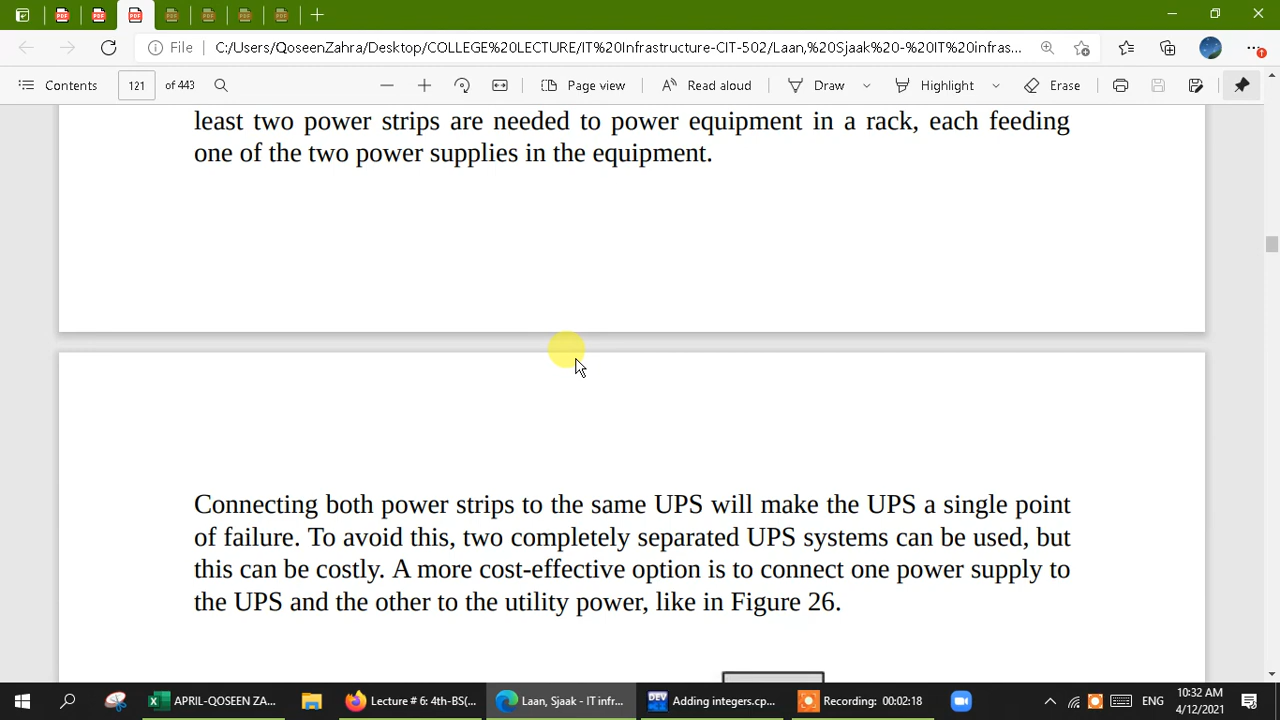 File
C:/Users/QoseenZahra/Desktop/COLLEGE%20LECTURE/IT%20Infrastructure-CIT-502/Laan,%20Sjaak%20-%20IT%20infras...
Contents
121
of 443
Page view
Read aloud
Draw
Highlight
Erase
least two power strips are needed to power equipment in a rack, each feeding
one of the two power supplies in the equipment.
Connecting both power strips to the same UPS will make the UPS a single point
of failure. To avoid this, two completely separated UPS systems can be used, but
this can be costly. A more cost-effective option is to connect one power supply to
the UPS and the other to the utility power, like in Figure 26.
APRIL-QOSEEN ZA...
Lecture # 6: 4th-BS(...
Laan, Sjaak - IT infr...
DEV
Adding integers.cp...
Recording: 00:02:18
ENG
10:32 AM
4/12/2021